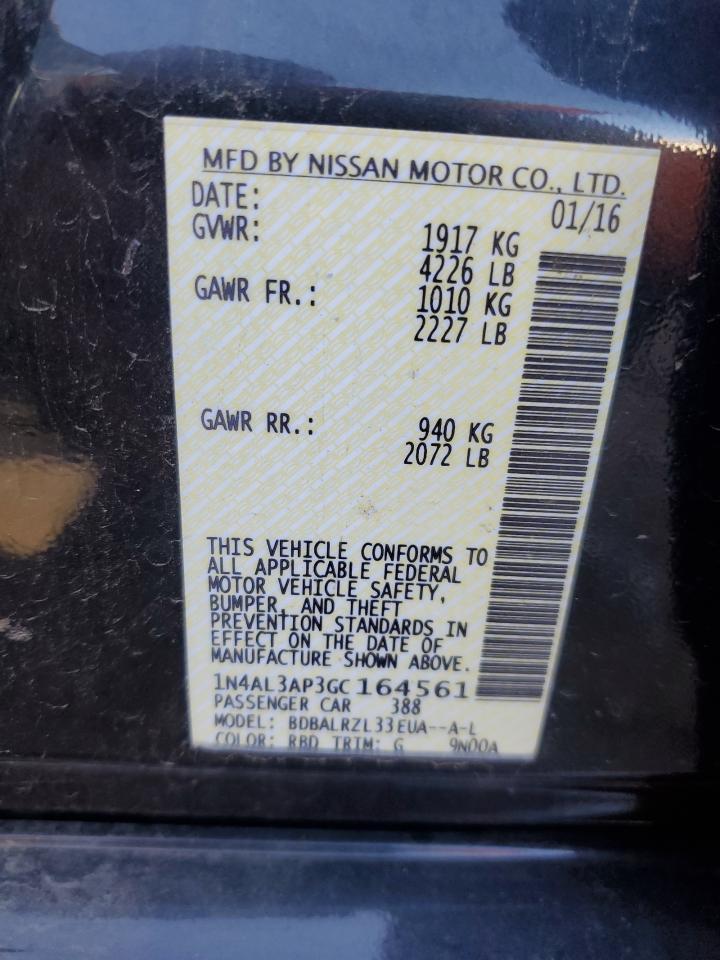 MFD BY NISSAN MOTOR CO., LTD.
DATE: 01/16
GVWR: 1917 KG
4226 LB
GAWR FR.: 1010 KG
2227 LB
GAWR RR.: 940 KG
2072 LB
THIS VEHICLE CONFORMS TO
ALL APPLICABLE FEDERAL
MOTOR VEHICLE SAFETY,
BUMPER, AND THEFT
PREVENTION STANDARDS IN
EFFECT ON THE DATE OF
MANUFACTURE SHOWN ABOVE.
1N4AL3AP3GC164561
PASSENGER CAR 388
MODEL: BDBALRZL33EUA--A-L
COLOR: RBD TRIM: G 9N00A